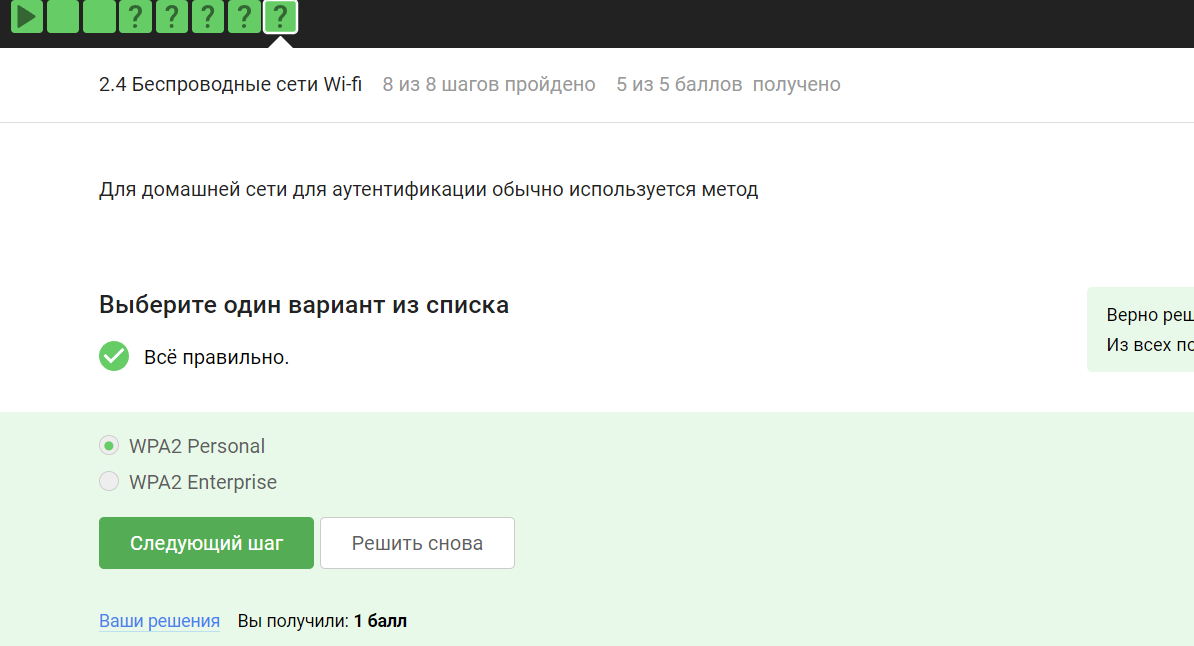 ? ? ? ? ?
2.4 Беспроводные сети Wi-fi 8 из 8 шагов пройдено 5 из 5 баллов получено
Для домашней сети для аутентификации обычно используется метод
Выберите один вариант из списка
Верно реш
Всё правильно.
Из всех по
WPA2 Personal
WPA2 Enterprise
Следующий шаг Решить снова
Ваши решения Вы получили: 1 балл